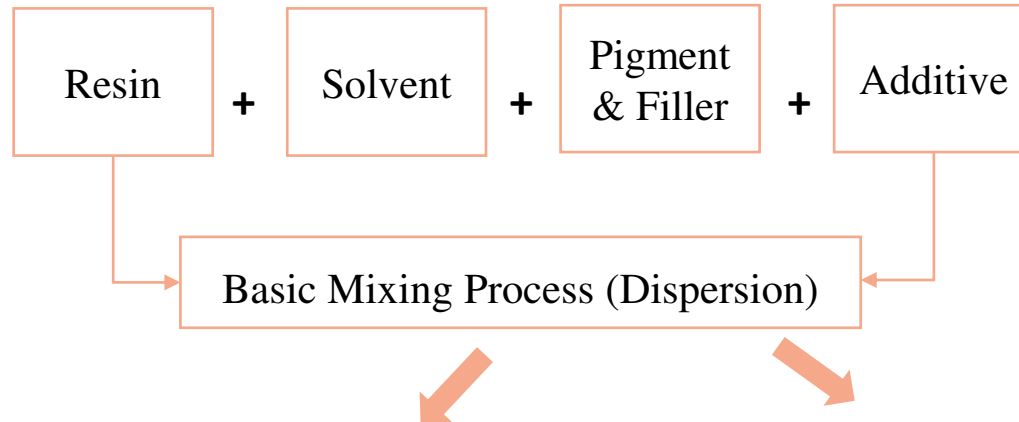 Resin + Solvent + Pigment & Filler + Additive
Basic Mixing Process (Dispersion)